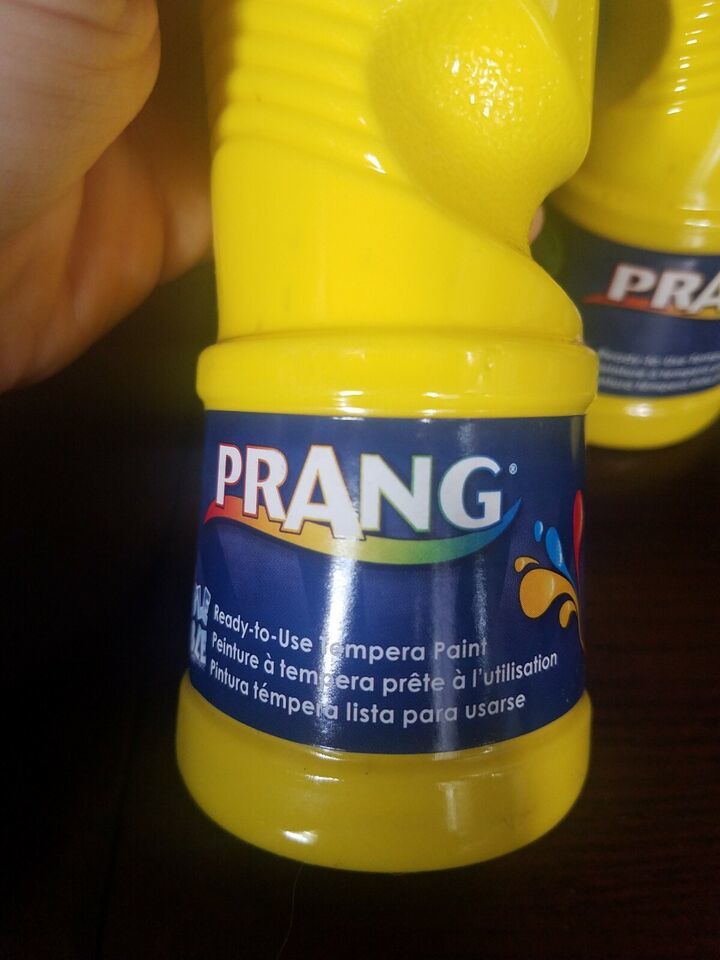 PRANG®
Ready-to-Use Tempera Paint
Peinture à tempera prête à l'utilisation
Pintura témpera lista para usarse
PRA